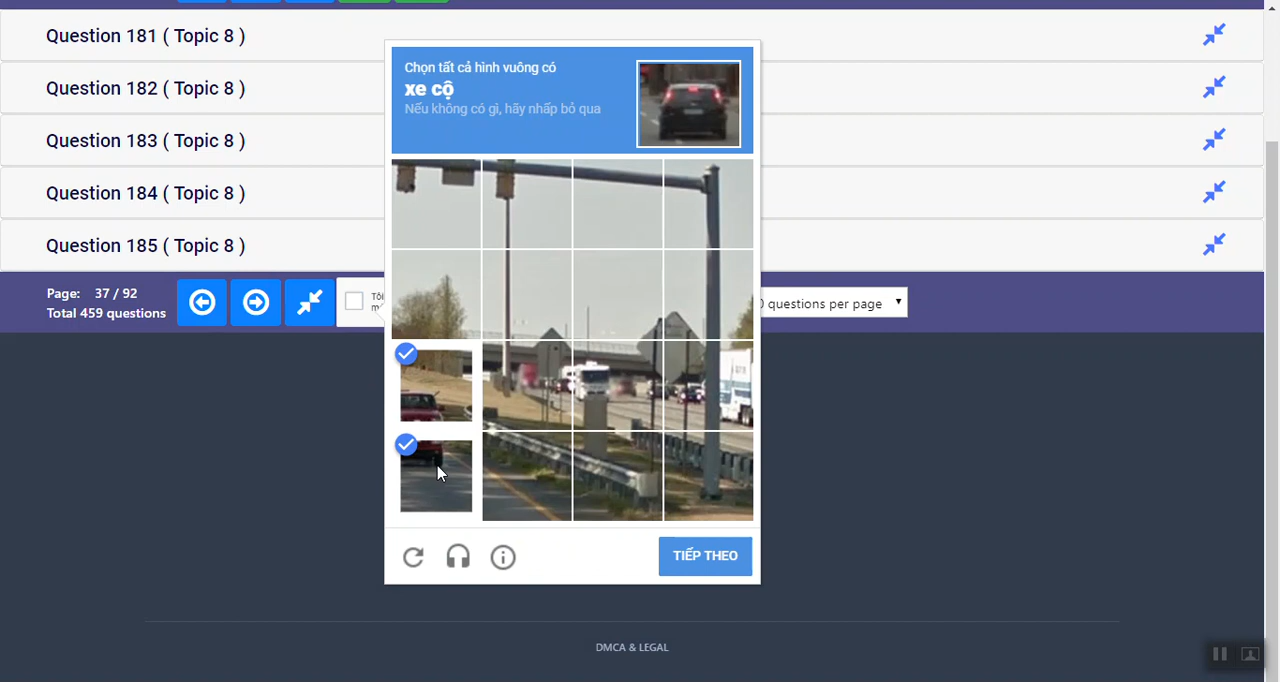 Question 181 ( Topic 8 )
Question 182 ( Topic 8 )
Question 183 ( Topic 8 )
Question 184 ( Topic 8 )
Question 185 ( Topic 8 )
Chọn tất cả hình vuông có
xe cộ
Nếu không có gì, hãy nhấp bỏ qua
Page: 37 / 92
Total 459 questions
Tôi
0 questions per page
TIẾP THEO
DMCA & LEGAL